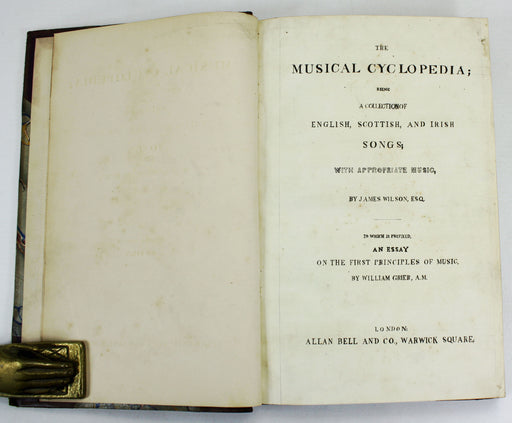 THE
MUSICAL CYCLOPEDIA;
BEING
A COLLECTION OF
ENGLISH, SCOTTISH, AND IRISH
SONGS;
WITH APPROPRIATE MUSIC,
BY JAMES WILSON, ESQ.
TO WHICH IS PREFIXED,
AN ESSAY
ON THE FIRST PRINCIPLES OF MUSIC,
BY WILLIAM GRIER, A.M.
LONDON:
ALLAN BELL AND CO., WARWICK SQUARE.